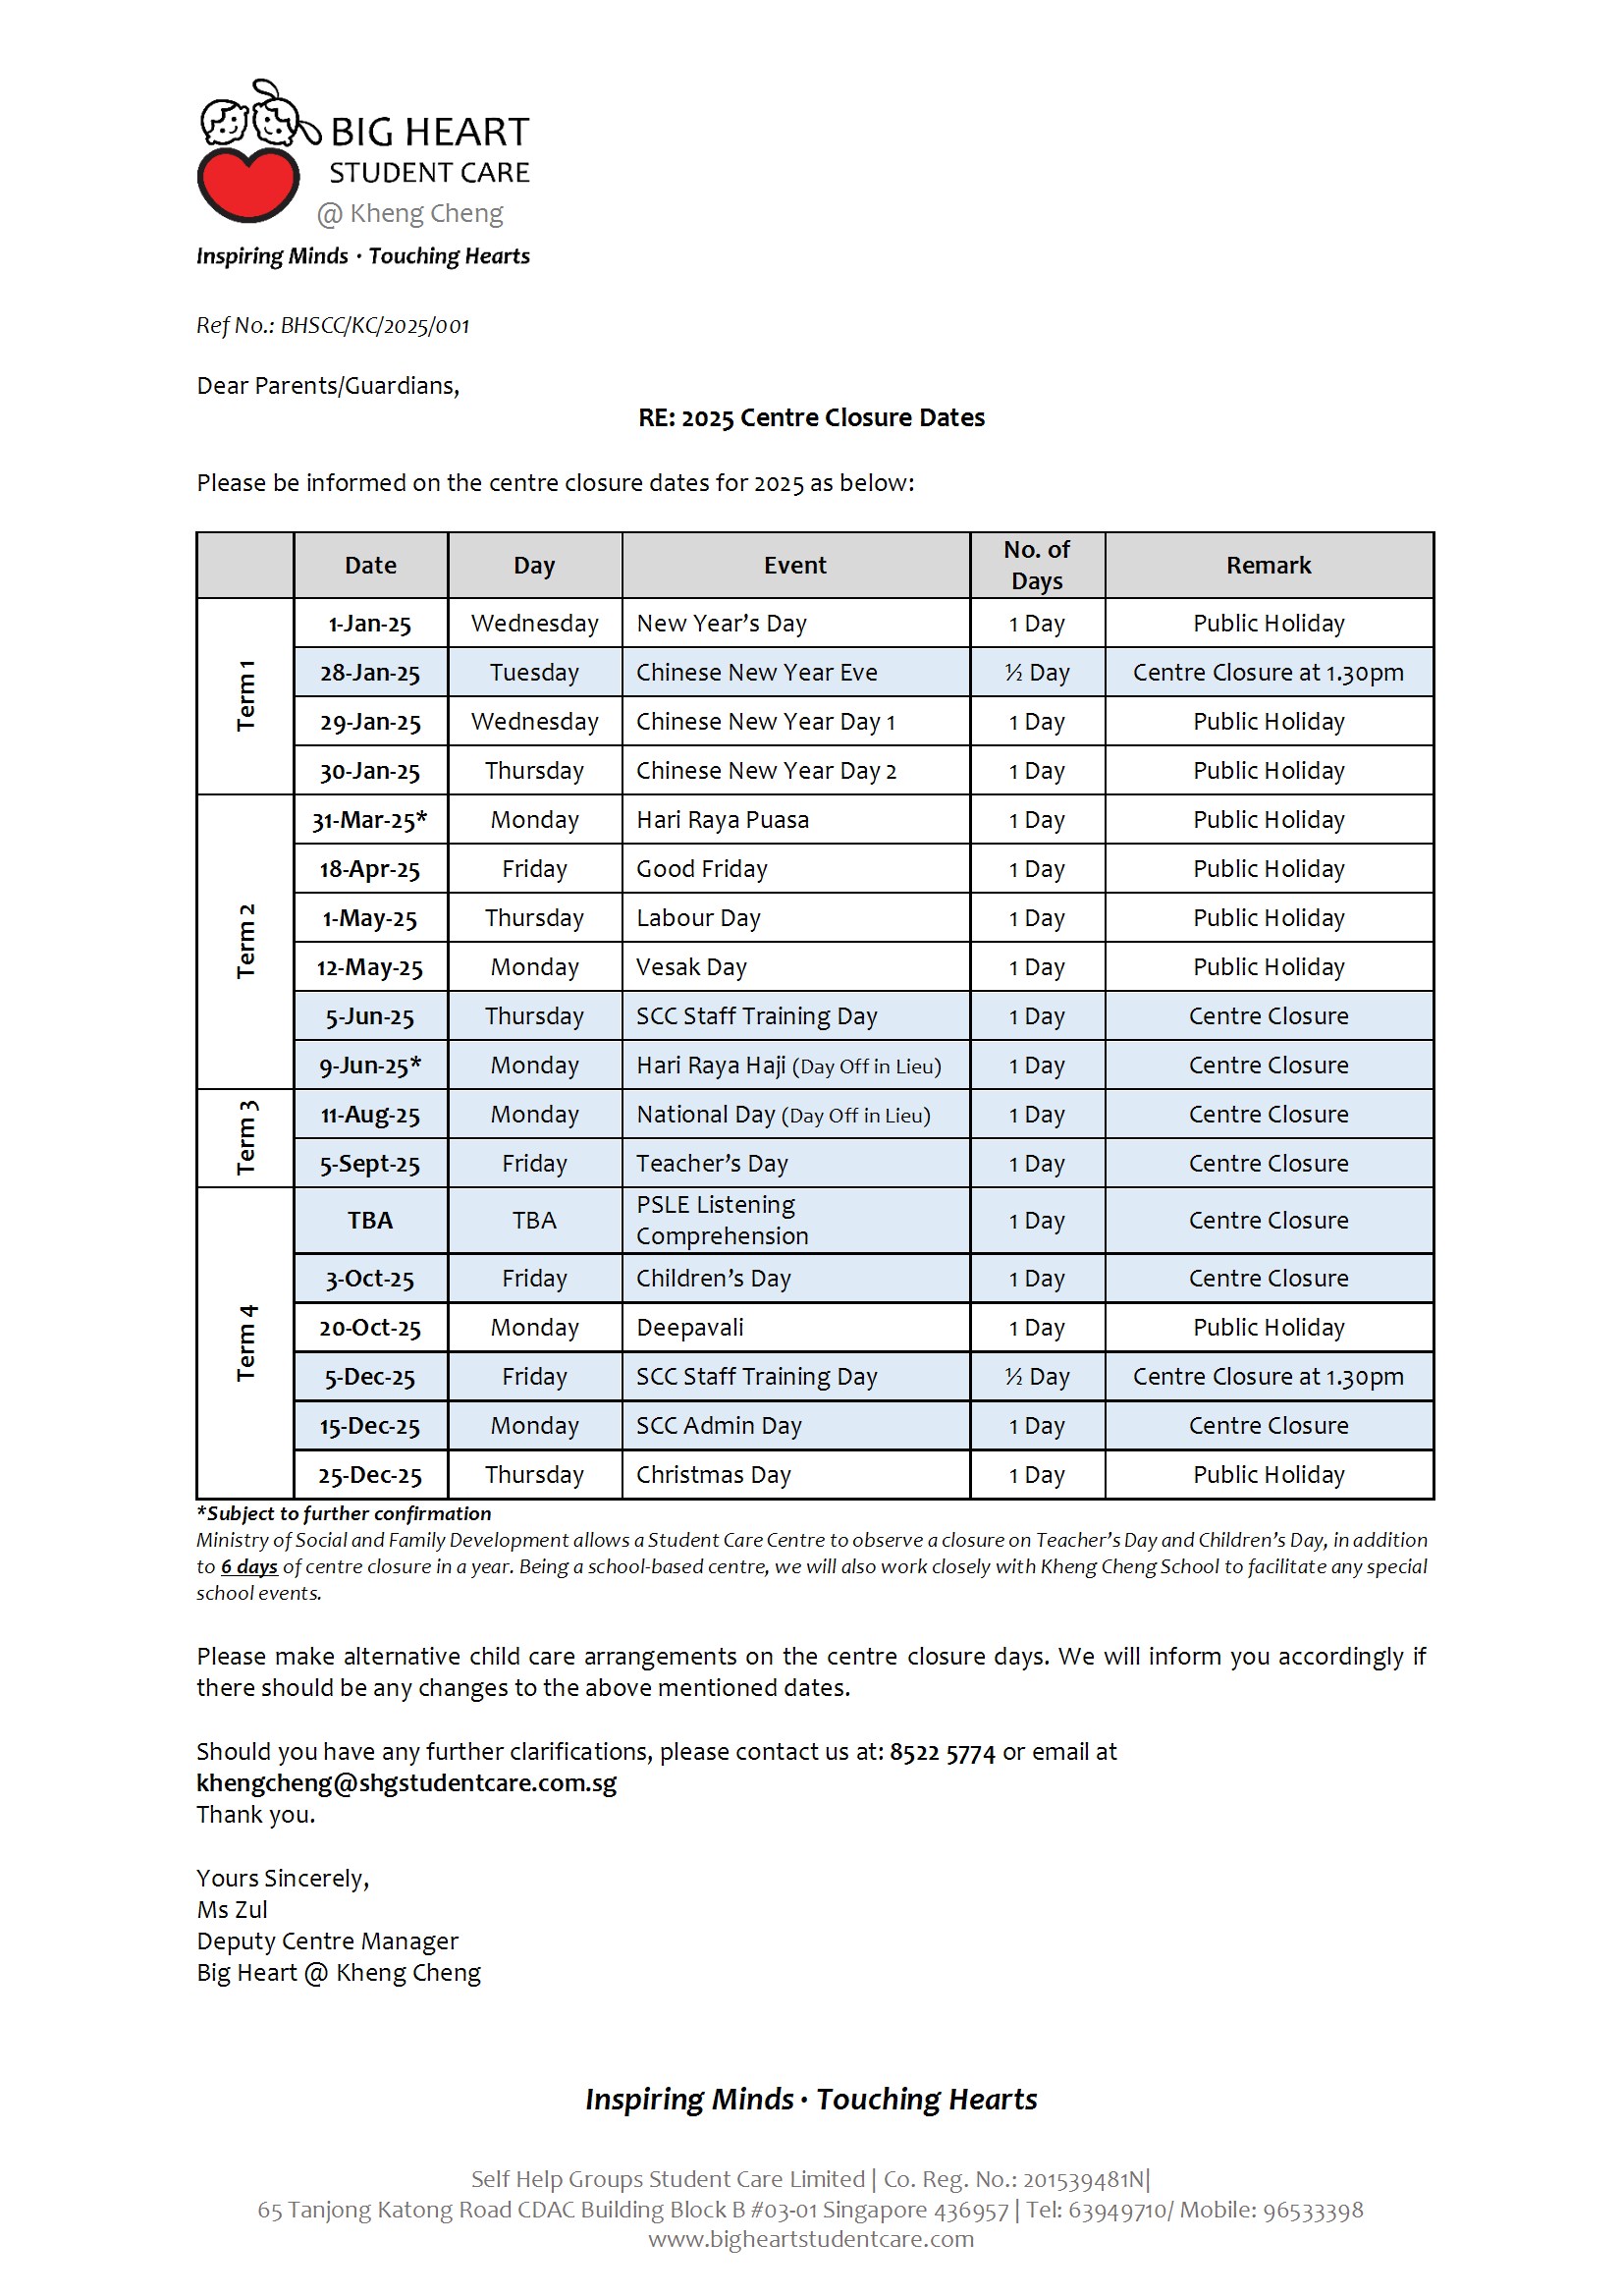 BIG HEART
STUDENT CARE
@ Kheng Cheng
Inspiring Minds · Touching Hearts
Ref No.: BHSCC/KC/2025/001
Dear Parents/Guardians,
RE: 2025 Centre Closure Dates
Please be informed on the centre closure dates for 2025 as below:
Date Day Event No. of Days Remark
Term 1
1-Jan-25 Wednesday New Year’s Day 1 Day Public Holiday
28-Jan-25 Tuesday Chinese New Year Eve ½ Day Centre Closure at 1.30pm
29-Jan-25 Wednesday Chinese New Year Day 1 1 Day Public Holiday
30-Jan-25 Thursday Chinese New Year Day 2 1 Day Public Holiday
Term 2
31-Mar-25* Monday Hari Raya Puasa 1 Day Public Holiday
18-Apr-25 Friday Good Friday 1 Day Public Holiday
1-May-25 Thursday Labour Day 1 Day Public Holiday
12-May-25 Monday Vesak Day 1 Day Public Holiday
5-Jun-25 Thursday SCC Staff Training Day 1 Day Centre Closure
9-Jun-25* Monday Hari Raya Haji (Day Off in Lieu) 1 Day Centre Closure
Term 3
11-Aug-25 Monday National Day (Day Off in Lieu) 1 Day Centre Closure
5-Sept-25 Friday Teacher’s Day 1 Day Centre Closure
Term 4
TBA TBA PSLE Listening Comprehension 1 Day Centre Closure
3-Oct-25 Friday Children’s Day 1 Day Centre Closure
20-Oct-25 Monday Deepavali 1 Day Public Holiday
5-Dec-25 Friday SCC Staff Training Day ½ Day Centre Closure at 1.30pm
15-Dec-25 Monday SCC Admin Day 1 Day Centre Closure
25-Dec-25 Thursday Christmas Day 1 Day Public Holiday
*Subject to further confirmation
Ministry of Social and Family Development allows a Student Care Centre to observe a closure on Teacher’s Day and Children’s Day, in addition
to 6 days of centre closure in a year. Being a school-based centre, we will also work closely with Kheng Cheng School to facilitate any special
school events.
Please make alternative child care arrangements on the centre closure days. We will inform you accordingly if
there should be any changes to the above mentioned dates.
Should you have any further clarifications, please contact us at: 8522 5774 or email at
khengcheng@shgstudentcare.com.sg
Thank you.
Yours Sincerely,
Ms Zul
Deputy Centre Manager
Big Heart @ Kheng Cheng
Inspiring Minds · Touching Hearts
Self Help Groups Student Care Limited | Co. Reg. No.: 201539481N|
65 Tanjong Katong Road CDAC Building Block B #03-01 Singapore 436957 | Tel: 63949710/ Mobile: 96533398
www.bigheartstudentcare.com